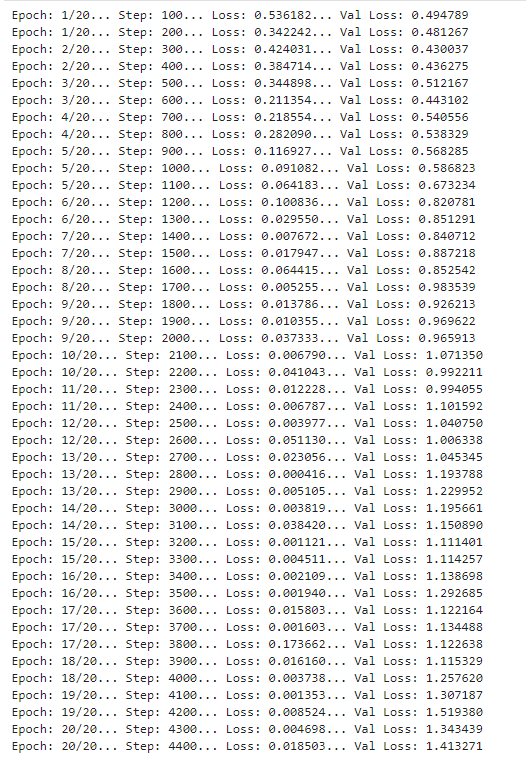 Epoch: 1/20... Step: 100... Loss: 0.536182... Val Loss: 0.494789
Epoch: 1/20... Step: 200... Loss: 0.342242... Val Loss: 0.481267
Epoch: 2/20... Step: 300... Loss: 0.424031... Val Loss: 0.430037
Epoch: 2/20... Step: 400... Loss: 0.384714... Val Loss: 0.436275
Epoch: 3/20... Step: 500... Loss: 0.344898... Val Loss: 0.512167
Epoch: 3/20... Step: 600... Loss: 0.211354... Val Loss: 0.443102
Epoch: 4/20... Step: 700... Loss: 0.218554... Val Loss: 0.540556
Epoch: 4/20... Step: 800... Loss: 0.282090... Val Loss: 0.538329
Epoch: 5/20... Step: 900... Loss: 0.116927... Val Loss: 0.568285
Epoch: 5/20... Step: 1000... Loss: 0.091082... Val Loss: 0.586823
Epoch: 5/20... Step: 1100... Loss: 0.064183... Val Loss: 0.673234
Epoch: 6/20... Step: 1200... Loss: 0.100836... Val Loss: 0.820781
Epoch: 6/20... Step: 1300... Loss: 0.029550... Val Loss: 0.851291
Epoch: 7/20... Step: 1400... Loss: 0.007672... Val Loss: 0.840712
Epoch: 7/20... Step: 1500... Loss: 0.017947... Val Loss: 0.887218
Epoch: 8/20... Step: 1600... Loss: 0.064415... Val Loss: 0.852542
Epoch: 8/20... Step: 1700... Loss: 0.005255... Val Loss: 0.983539
Epoch: 9/20... Step: 1800... Loss: 0.013786... Val Loss: 0.926213
Epoch: 9/20... Step: 1900... Loss: 0.010355... Val Loss: 0.969622
Epoch: 9/20... Step: 2000... Loss: 0.037333... Val Loss: 0.965913
Epoch: 10/20... Step: 2100... Loss: 0.006790... Val Loss: 1.071350
Epoch: 10/20... Step: 2200... Loss: 0.041043... Val Loss: 0.992211
Epoch: 11/20... Step: 2300... Loss: 0.012228... Val Loss: 0.994055
Epoch: 11/20... Step: 2400... Loss: 0.006787... Val Loss: 1.101592
Epoch: 12/20... Step: 2500... Loss: 0.003977... Val Loss: 1.040750
Epoch: 12/20... Step: 2600... Loss: 0.051130... Val Loss: 1.006338
Epoch: 13/20... Step: 2700... Loss: 0.023056... Val Loss: 1.045345
Epoch: 13/20... Step: 2800... Loss: 0.000416... Val Loss: 1.193788
Epoch: 13/20... Step: 2900... Loss: 0.005105... Val Loss: 1.229952
Epoch: 14/20... Step: 3000... Loss: 0.003819... Val Loss: 1.195661
Epoch: 14/20... Step: 3100... Loss: 0.038420... Val Loss: 1.150890
Epoch: 15/20... Step: 3200... Loss: 0.001121... Val Loss: 1.111401
Epoch: 15/20... Step: 3300... Loss: 0.004511... Val Loss: 1.114257
Epoch: 16/20... Step: 3400... Loss: 0.002109... Val Loss: 1.138698
Epoch: 16/20... Step: 3500... Loss: 0.001940... Val Loss: 1.292685
Epoch: 17/20... Step: 3600... Loss: 0.015803... Val Loss: 1.122164
Epoch: 17/20... Step: 3700... Loss: 0.001603... Val Loss: 1.134488
Epoch: 17/20... Step: 3800... Loss: 0.173662... Val Loss: 1.122638
Epoch: 18/20... Step: 3900... Loss: 0.016160... Val Loss: 1.115329
Epoch: 18/20... Step: 4000... Loss: 0.003738... Val Loss: 1.257620
Epoch: 19/20... Step: 4100... Loss: 0.001353... Val Loss: 1.307187
Epoch: 19/20... Step: 4200... Loss: 0.008524... Val Loss: 1.519380
Epoch: 20/20... Step: 4300... Loss: 0.004698... Val Loss: 1.343439
Epoch: 20/20... Step: 4400... Loss: 0.018503... Val Loss: 1.413271